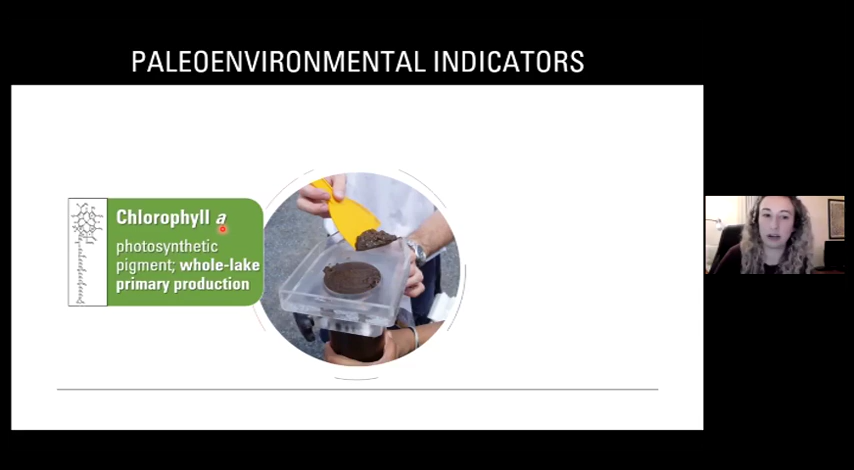 PALEOENVIRONMENTAL INDICATORS
Chlorophyll a
photosynthetic
pigment; whole-lake
primary production